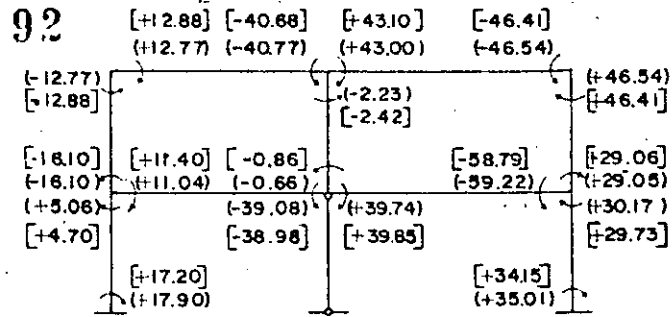 92
[+12.88] [-40.68] [+43.10] [-46.41]
(+12.77) (-40.77) (+43.00) (-46.54)
(-12.77) (+46.54)
[-12.88] (-2.23) [+46.41]
[-2.42]
[-16.10] [+11.40] [-0.86] [-58.79] [+29.06]
(-16.10) (+11.04) (-0.66) (-59.22) (+29.05)
(+5.06) (-39.08) (+39.74) (+30.17)
[+4.70] [-38.98] [+39.85] [+29.73]
[+17.20] [+34.15]
(+17.90) (+35.01)